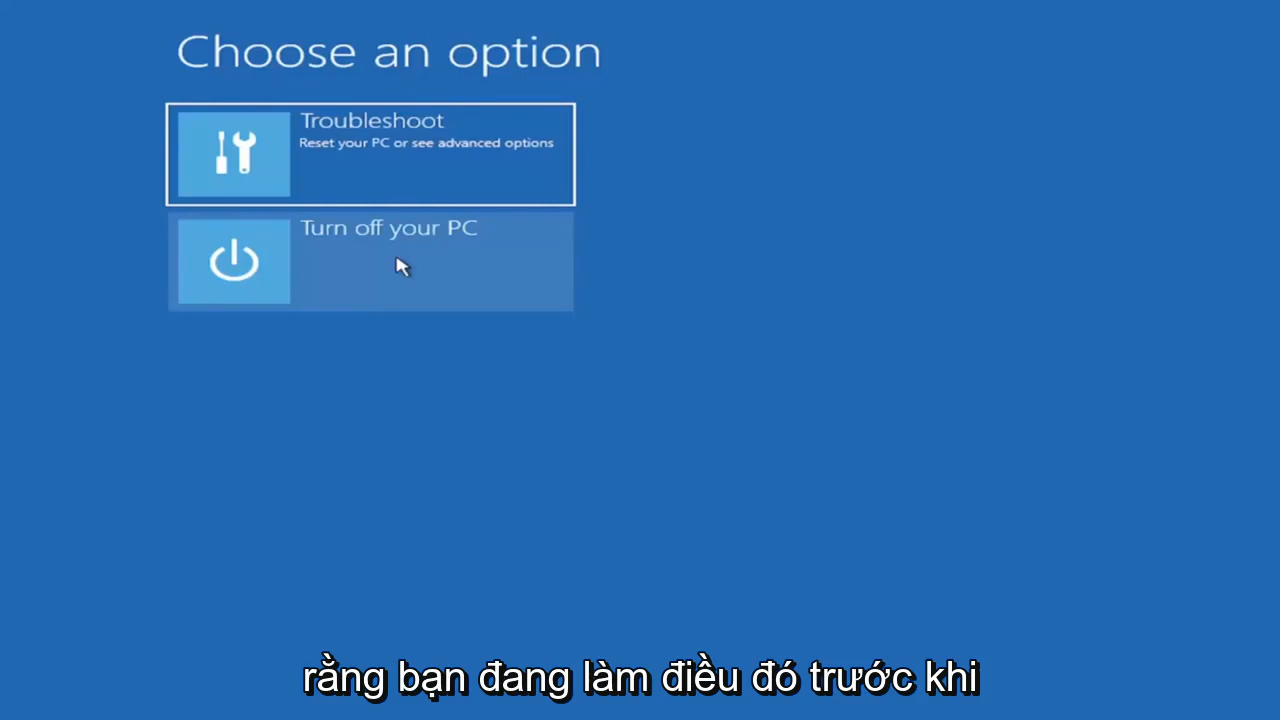 Choose an option
Troubleshoot
Reset your PC or see advanced options
Turn off your PC
rằng bạn đang làm điều đó trước khi